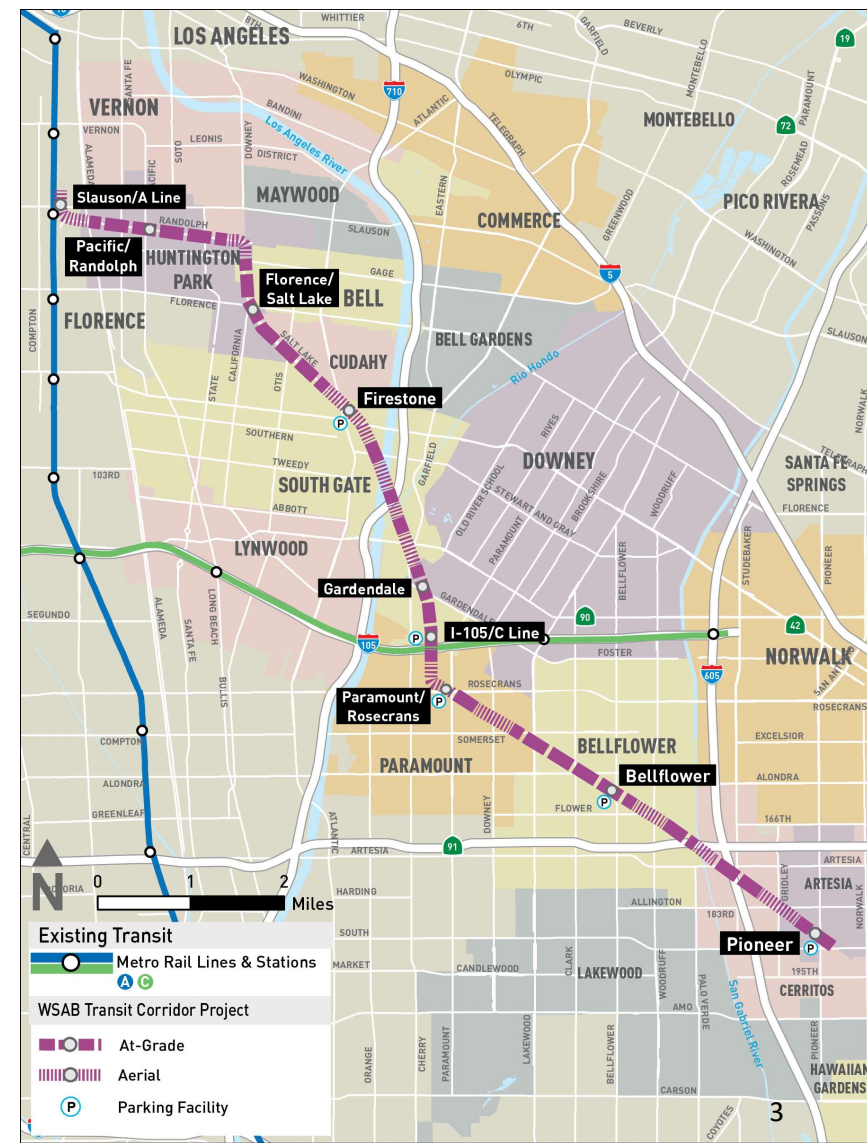 WHITTIER
8TH
6TH
GARFIELD
BEVERLY
LOS ANGELES
19
SANTA FE
WASHINGTON
OLYMPIC
MONTEBELLO
PARAMOUNT
710
VERNON
BANDINI
ATLANTIC
TELEGRAPH
MONTEBELLO
72
VERNON
LEONIS
SOTO
DOWNEY
DISTRICT
Los Angeles River
ALAMEDA
PACIFIC
ROSEMEAD
EASTERN
GREENWOOD
PASSONS
Slauson/A Line
MAYWOOD
PICO RIVERA
COMMERCE
RANDOLPH
SLAUSON
WASHINGTON
Pacific/
Randolph
HUNTINGTON
PARK
5
Florence/
Salt Lake
GAGE
BELL
FLORENCE
FLORENCE
COMPTON
SLAUSON
SALT LAKE
BELL GARDENS
CALIFORNIA
STATE
OTIS
CUDAHY
Rio Hondo
Firestone
P
NORWALK
RIVES
SOUTHERN
GARFIELD
TWEEDY
DOWNEY
TELEGRAPH
SANTA FE
SPRINGS
103RD
SOUTH GATE
OLD RIVER SCHOOL
STEWART AND GRAY
BROOKSHIRE
WOODRUFF
ABBOTT
FLORENCE
PARAMOUNT
LYNWOOD
STUDEBAKER
PIONEER
BELLFLOWER
Gardendale
GARDENDALE
SEGUNDO
ALAMEDA
SANTA FE
LONG BEACH
BULLIS
90
42
105
P
I-105/C Line
FOSTER
NORWALK
SAN ANTONIO
605
Paramount/
Rosecrans
P
ROSECRANS
ROSECRANS
COMPTON
SOMERSET
BELLFLOWER
EXCELSIOR
PARAMOUNT
Bellflower
ALONDRA
ALONDRA
P
FLOWER
GREENLEAF
CENTRAL
ATLANTIC
DOWNEY
166TH
ARTESIA
91
ARTESIA
N
0
1
2
Miles
HARDING
GRIDLEY
ARTESIA
NORWALK
ALLINGTON
183RD
SOUTH
Pioneer
P
MARKET
CANDLEWOOD
CLARK
LAKEWOOD
WOODRUFF
PALO VERDE
195TH
CERRITOS
AMO
San Gabriel River
ORANGE
CHERRY
PARAMOUNT
LAKEWOOD
BELLFLOWER
PIONEER
HAWAIIAN
GARDENS
CARSON
COYOTES
3
Existing Transit
Metro Rail Lines & Stations
A C
WSAB Transit Corridor Project
At-Grade
Aerial
P Parking Facility